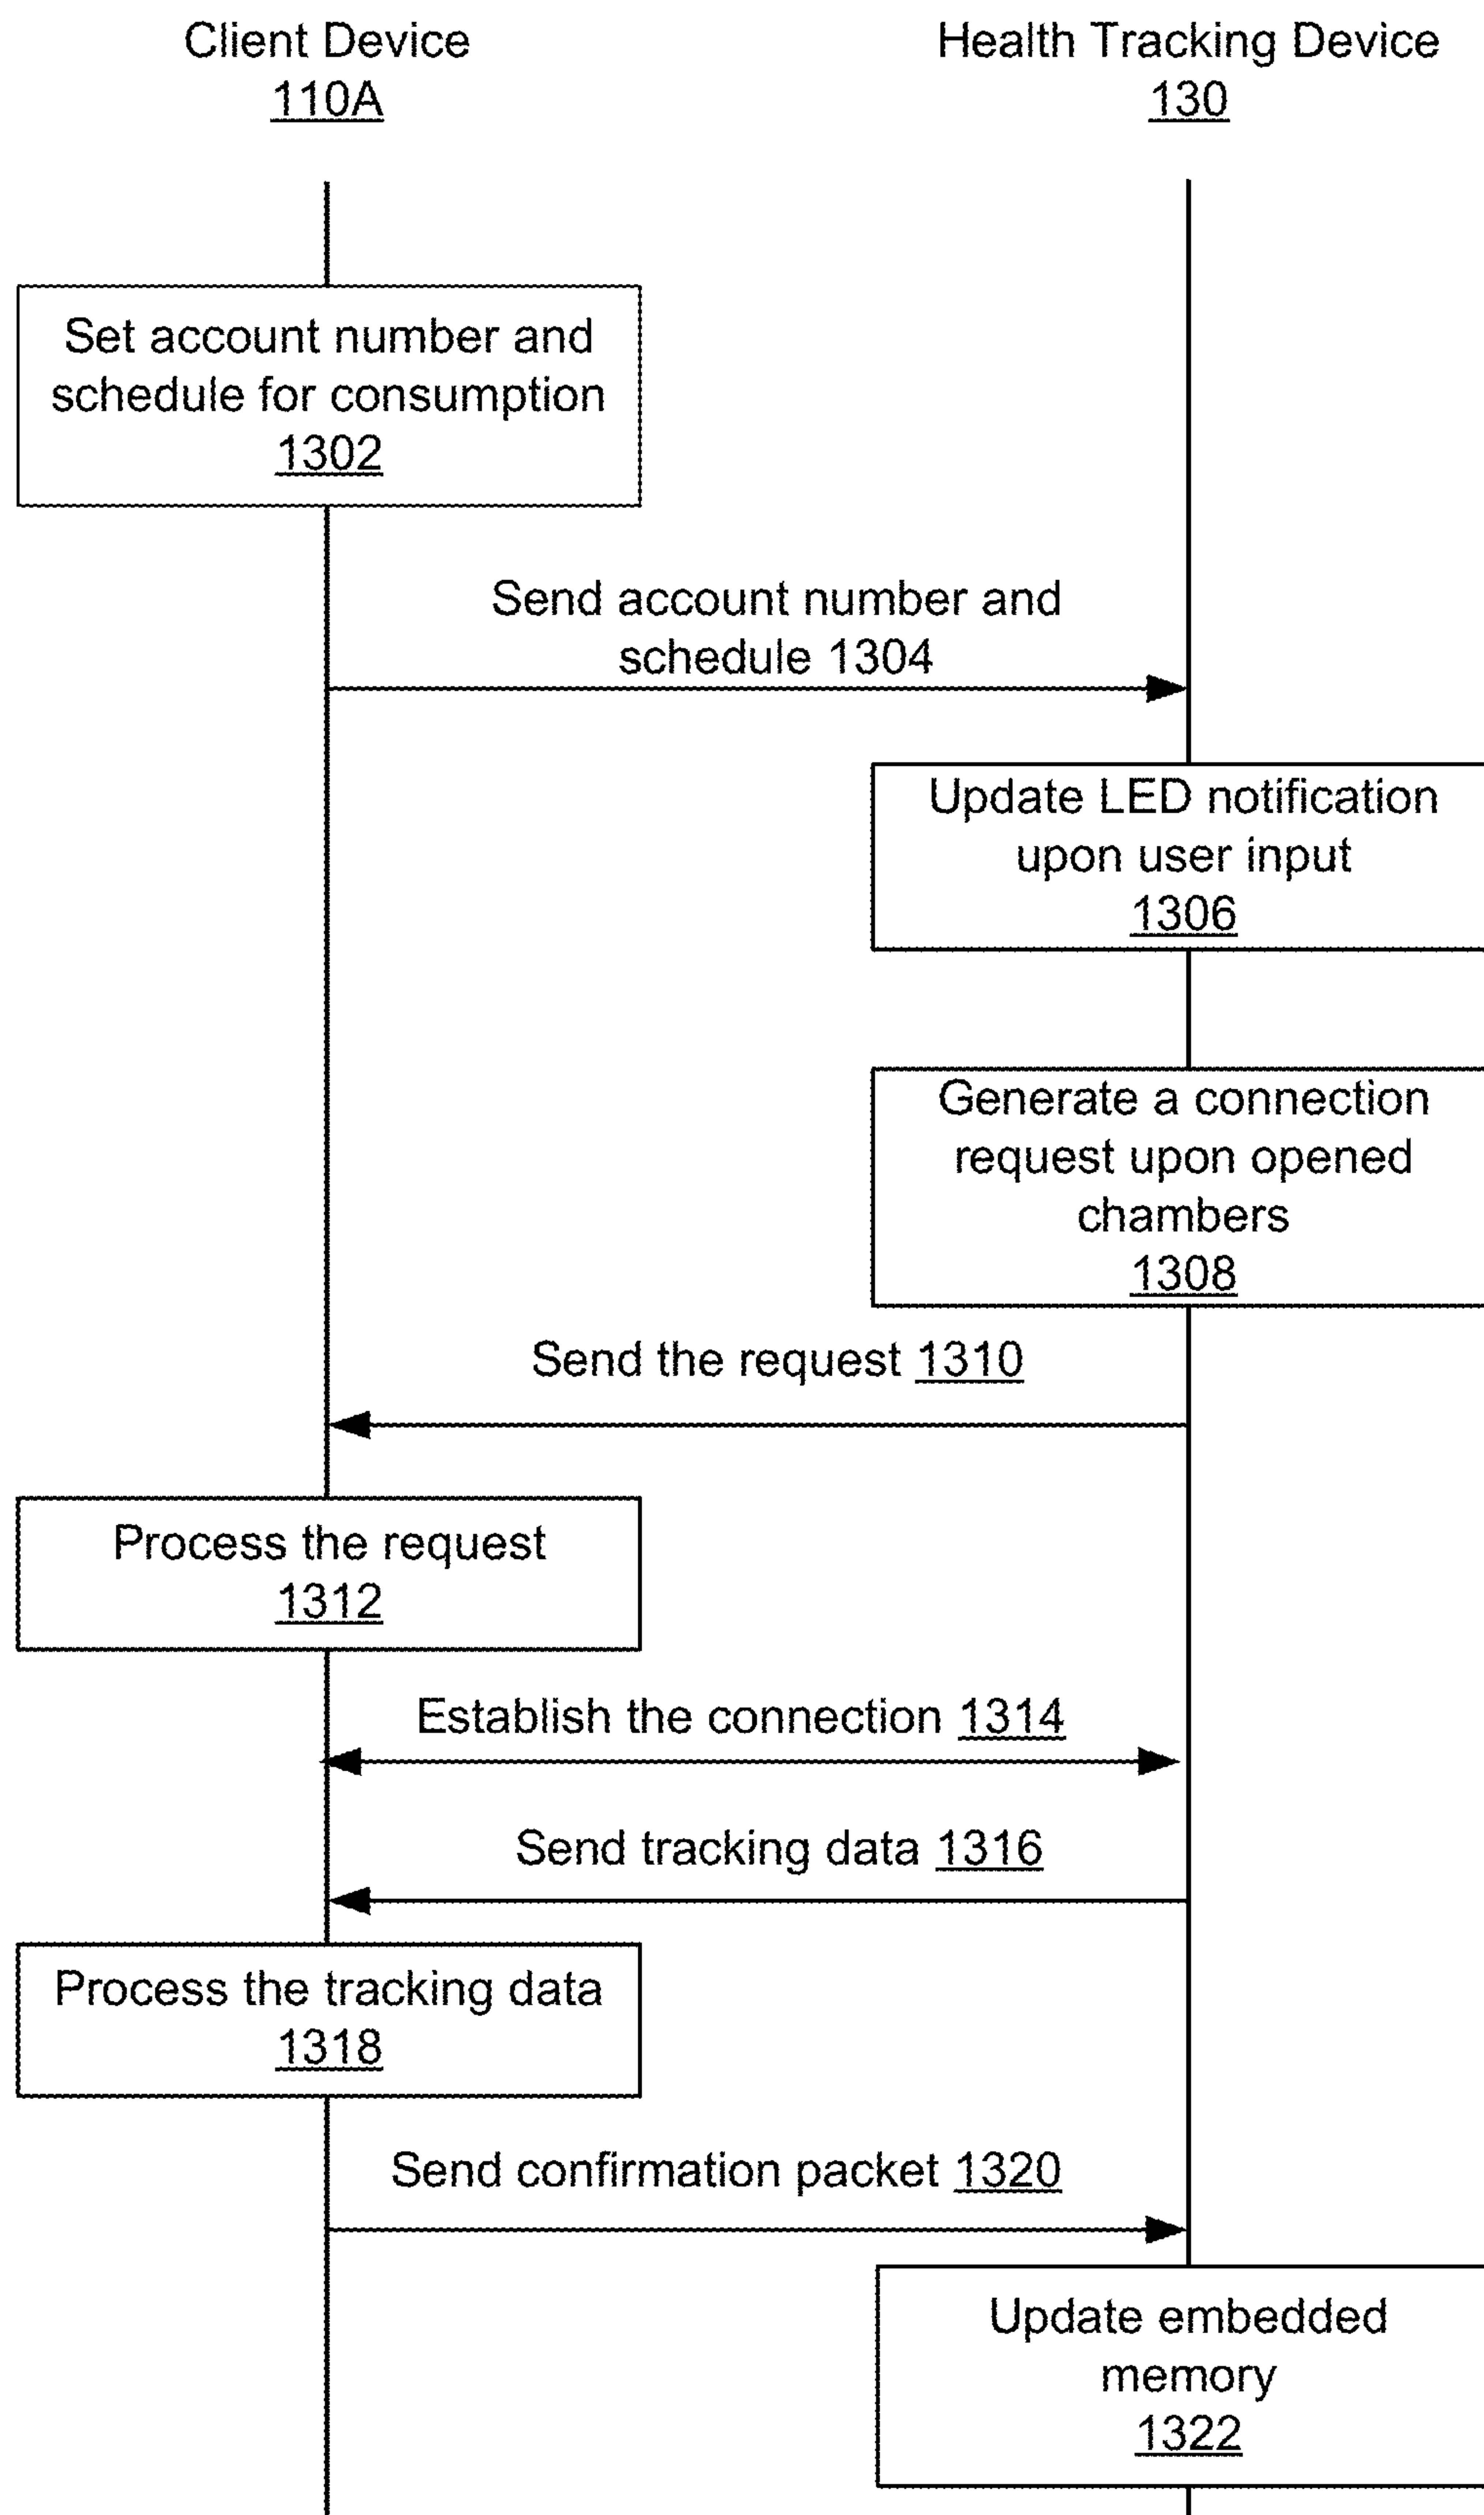 Client Device
110A
Health Tracking Device
130
Set account number and
schedule for consumption
1302
Send account number and
schedule 1304
Update LED notification
upon user input
1306
Generate a connection
request upon opened
chambers
1308
Send the request 1310
Process the request
1312
Establish the connection 1314
Send tracking data 1316
Process the tracking data
1318
Send confirmation packet 1320
Update embedded
memory
1322